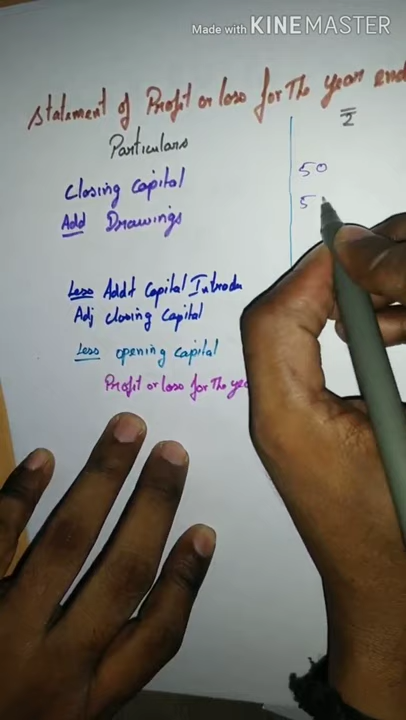 Made with KINEMASTER
Statement of Profit or loss for The year end
Particulars
Closing Capital 50
Add Drawings 5
Less Addt Capital Introdu
Adj closing Capital
Less opening capital
Profit or loss for The yea